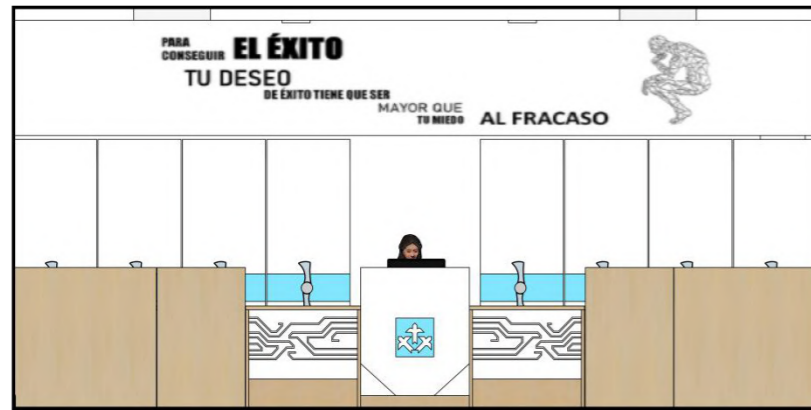 PARA
CONSEGUIR EL ÉXITO
TU DESEO
DE ÉXITO TIENE QUE SER
MAYOR QUE
TU MIEDO AL FRACASO